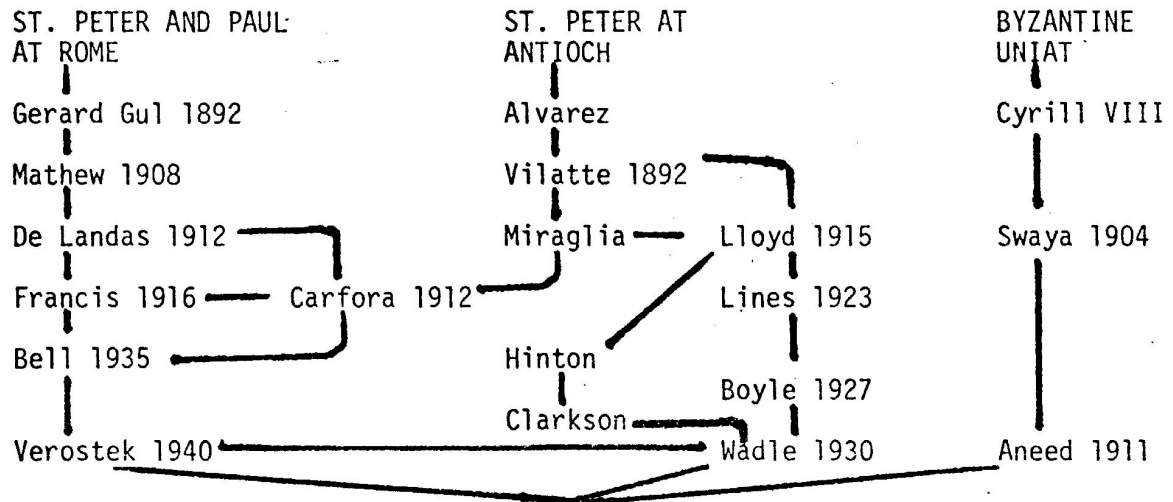 ST. PETER AND PAUL
AT ROME
ST. PETER AT
ANTIOCH
BYZANTINE
UNIAT
Gerard Gul 1892
Alvarez
Cyrill VIII
Mathew 1908
Vilatte 1892
De Landas 1912
Miraglia
Lloyd 1915
Swaya 1904
Francis 1916
Carfora 1912
Lines 1923
Bell 1935
Hinton
Boyle 1927
Clarkson
Verostek 1940
Wadle 1930
Aneed 1911